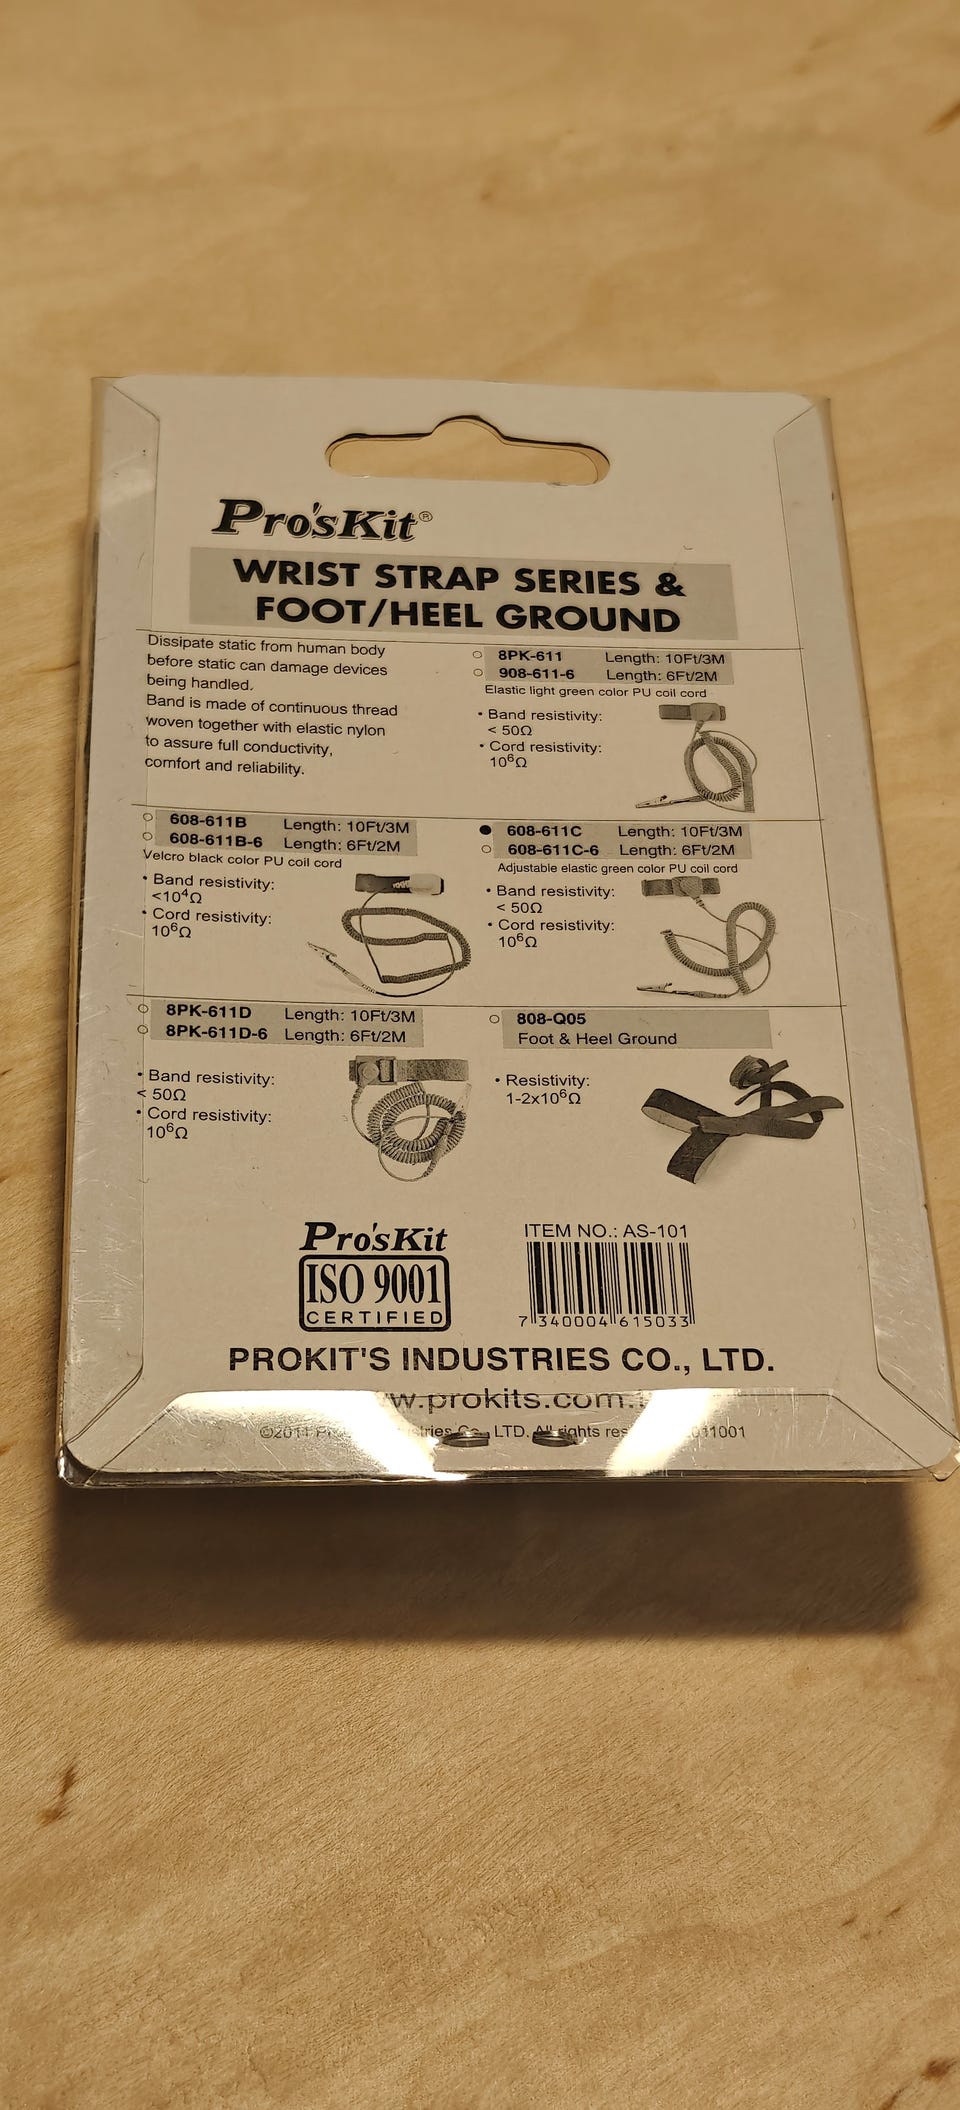 Pro'sKit®
WRIST STRAP SERIES &
FOOT/HEEL GROUND
Dissipate static from human body
before static can damage devices
being handled.
Band is made of continuous thread
woven together with elastic nylon
to assure full conductivity,
comfort and reliability.
8PK-611 Length: 10Ft/3M
908-611-6 Length: 6Ft/2M
Elastic light green color PU coil cord
• Band resistivity:
< 50Ω
• Cord resistivity:
10⁶Ω
608-611B Length: 10Ft/3M
608-611B-6 Length: 6Ft/2M
Velcro black color PU coil cord
• Band resistivity:
<10⁴Ω
• Cord resistivity:
10⁶Ω
608-611C Length: 10Ft/3M
608-611C-6 Length: 6Ft/2M
Adjustable elastic green color PU coil cord
• Band resistivity:
< 50Ω
• Cord resistivity:
10⁶Ω
8PK-611D Length: 10Ft/3M
8PK-611D-6 Length: 6Ft/2M
• Band resistivity:
< 50Ω
• Cord resistivity:
10⁶Ω
808-Q05
Foot & Heel Ground
• Resistivity:
1-2x10⁶Ω
Pro'sKit
ISO 9001
CERTIFIED
ITEM NO.: AS-101
7 340004 615033
PROKIT'S INDUSTRIES CO., LTD.
w.prokits.com.
©2011 LTD. All rights